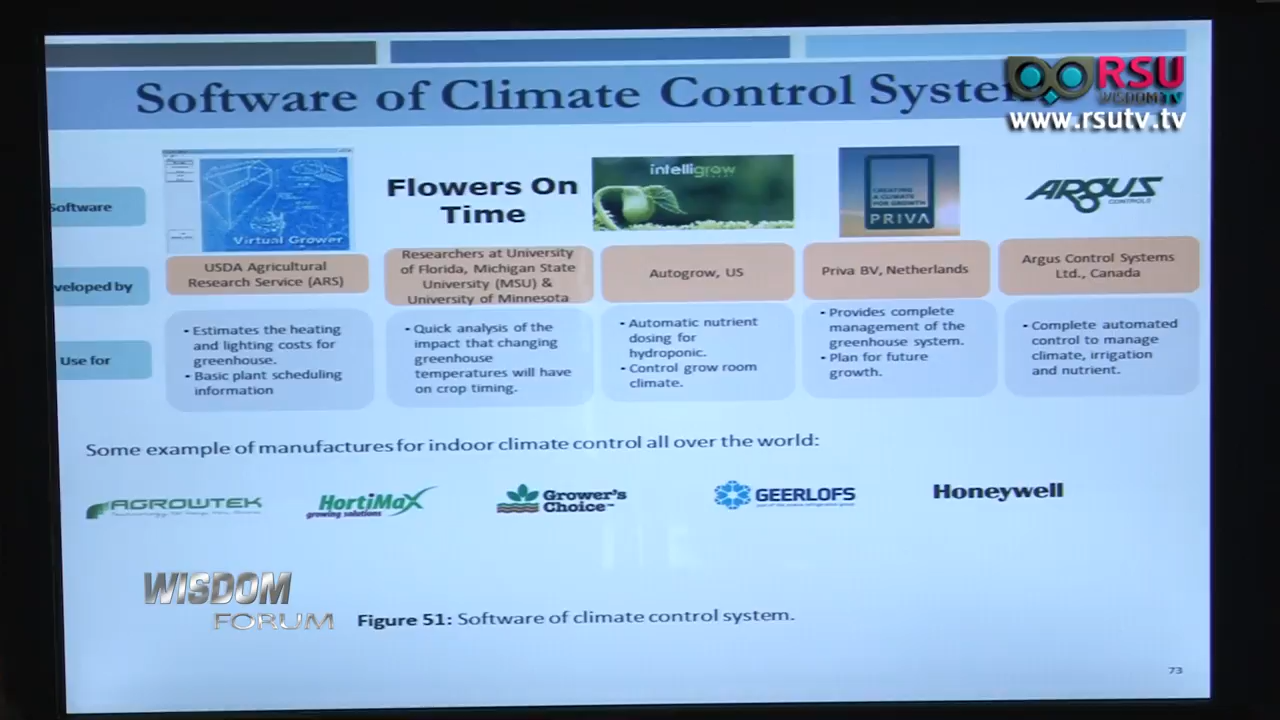 Software of Climate Control System
RSU
WISDOM TV
www.rsutv.tv
Software
Virtual Grower
Flowers On
Time
intelligrow
CREATING
A CLIMATE
FOR GROWTH
PRIVA
ARGUS
CONTROLS
veloped by
USDA Agricultural
Research Service (ARS)
Researchers at University
of Florida, Michigan State
University (MSU) &
University of Minnesota
Autogrow, US
Priva BV, Netherlands
Argus Control Systems
Ltd., Canada
Use for
▪ Estimates the heating
and lighting costs for
greenhouse.
▪ Basic plant scheduling
information
▪ Quick analysis of the
impact that changing
greenhouse
temperatures will have
on crop timing.
▪ Automatic nutrient
dosing for
hydroponic.
▪ Control grow room
climate.
▪ Provides complete
management of the
greenhouse system.
▪ Plan for future
growth.
▪ Complete automated
control to manage
climate, irrigation
and nutrient.
Some example of manufactures for indoor climate control all over the world:
AGROWTEK
HortiMaX
growing solutions
Grower's
Choice™
GEERLOFS
Honeywell
WISDOM
FORUM
Figure 51: Software of climate control system.
73